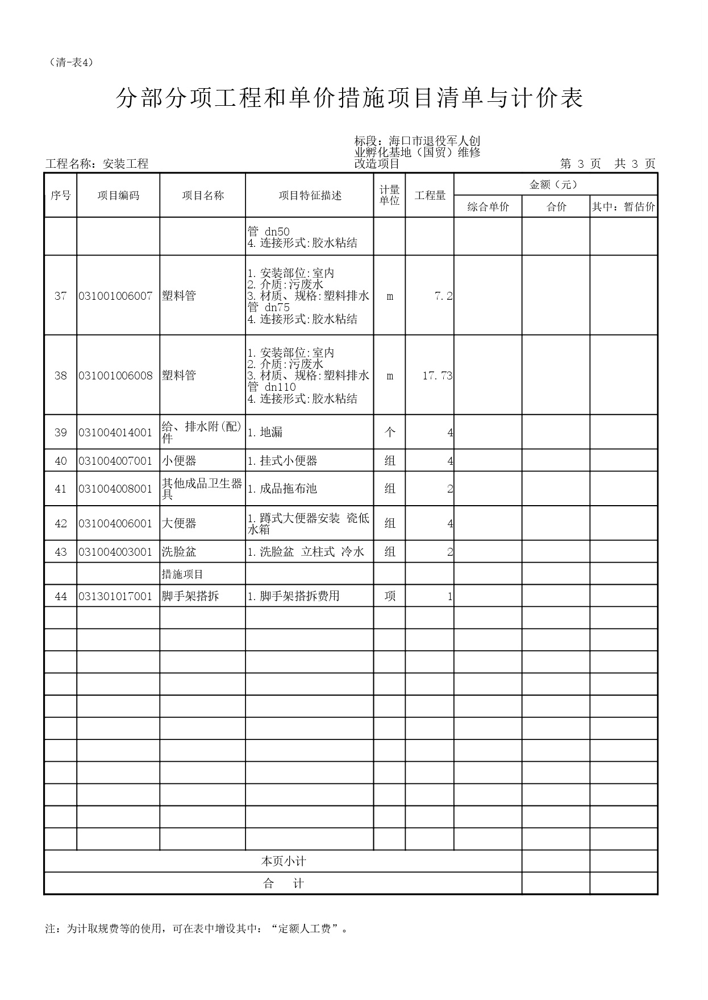 （清-表4）
分部分项工程和单价措施项目清单与计价表
标段：海口市退役军人创
业孵化基地（国贸）维修
工程名称：安装工程 改造项目 第 3 页 共 3 页
序号 项目编码 项目名称 项目特征描述 计量 单位 工程量 金额（元）
综合单价 合价 其中：暂估价
管 dn50
4.连接形式:胶水粘结
1.安装部位:室内
2.介质:污废水
37 031001006007 塑料管 3.材质、规格:塑料排水 m 7.2
管 dn75
4.连接形式:胶水粘结
1.安装部位:室内
2.介质:污废水
38 031001006008 塑料管 3.材质、规格:塑料排水 m 17.73
管 dn110
4.连接形式:胶水粘结
39 031004014001 给、排水附(配) 件 1.地漏 个 4
40 031004007001 小便器 1.挂式小便器 组 4
41 031004008001 其他成品卫生器 具 1.成品拖布池 组 2
42 031004006001 大便器 1.蹲式大便器安装 瓷低 水箱 组 4
43 031004003001 洗脸盆 1.洗脸盆 立柱式 冷水 组 2
措施项目
44 031301017001 脚手架搭拆 1.脚手架搭拆费用 项 1
本页小计
合 计
注：为计取规费等的使用，可在表中增设其中：“定额人工费”。